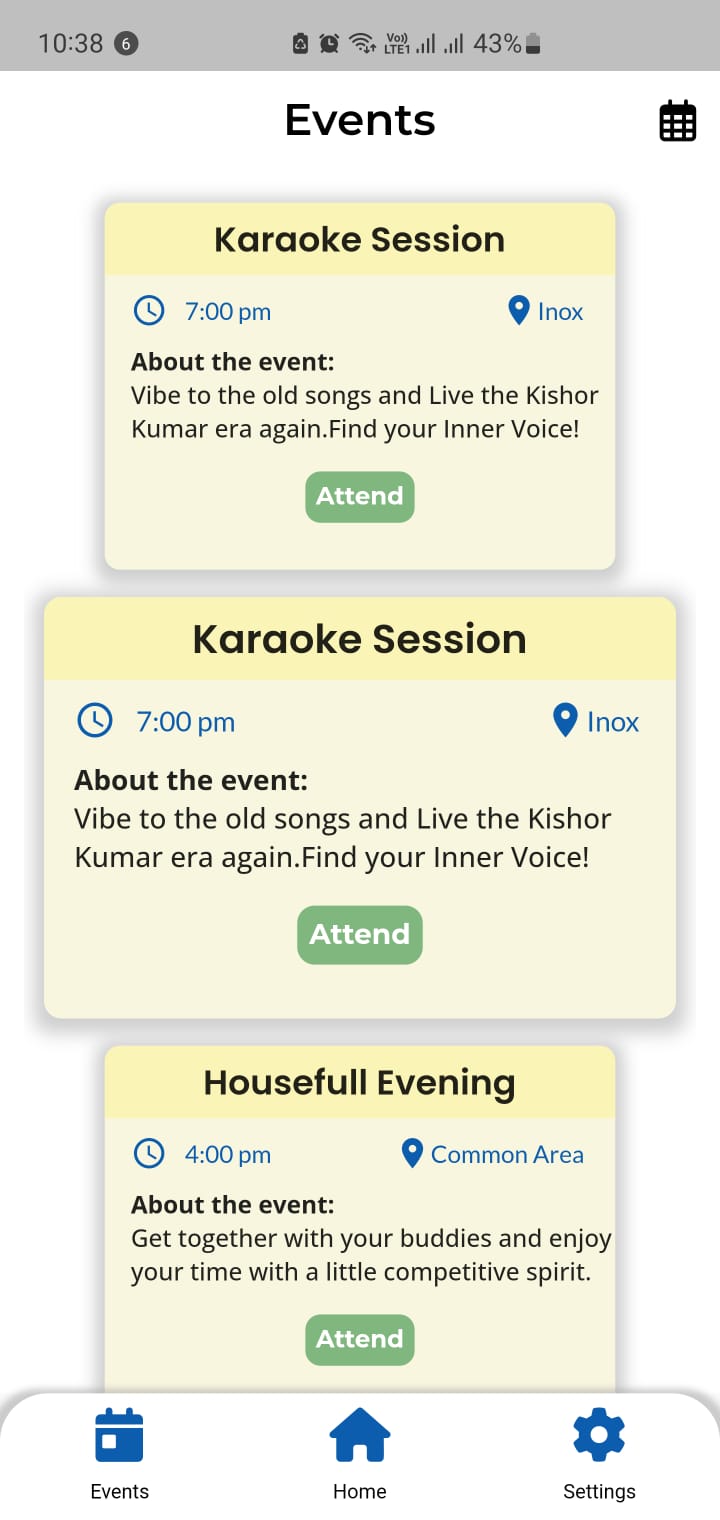 10:38 6 Vo)) LTE1 43%
Events
Karaoke Session
7:00 pm Inox
About the event:
Vibe to the old songs and Live the Kishor
Kumar era again.Find your Inner Voice!
Attend
Karaoke Session
7:00 pm Inox
About the event:
Vibe to the old songs and Live the Kishor
Kumar era again.Find your Inner Voice!
Attend
Housefull Evening
4:00 pm Common Area
About the event:
Get together with your buddies and enjoy
your time with a little competitive spirit.
Attend
Events Home Settings